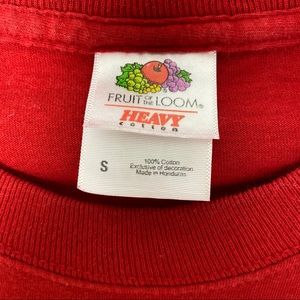 FRUIT OF THE LOOM®
HEAVY
cotton
S
100% Cotton
Exclusive of decoration
Made in Honduras